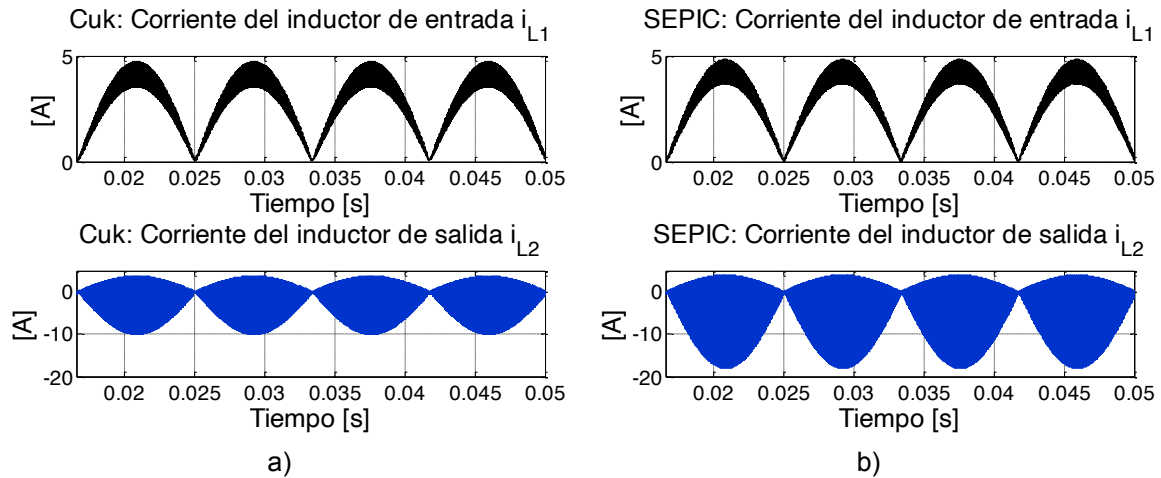 Cuk: Corriente del inductor de entrada i_L1
[A]
5
0
0.02 0.025 0.03 0.035 0.04 0.045 0.05
Tiempo [s]
Cuk: Corriente del inductor de salida i_L2
[A]
0
-10
-20
0.02 0.025 0.03 0.035 0.04 0.045 0.05
Tiempo [s]
a)
SEPIC: Corriente del inductor de entrada i_L1
[A]
5
0
0.02 0.025 0.03 0.035 0.04 0.045 0.05
Tiempo [s]
SEPIC: Corriente del inductor de salida i_L2
[A]
0
-10
-20
0.02 0.025 0.03 0.035 0.04 0.045 0.05
Tiempo [s]
b)